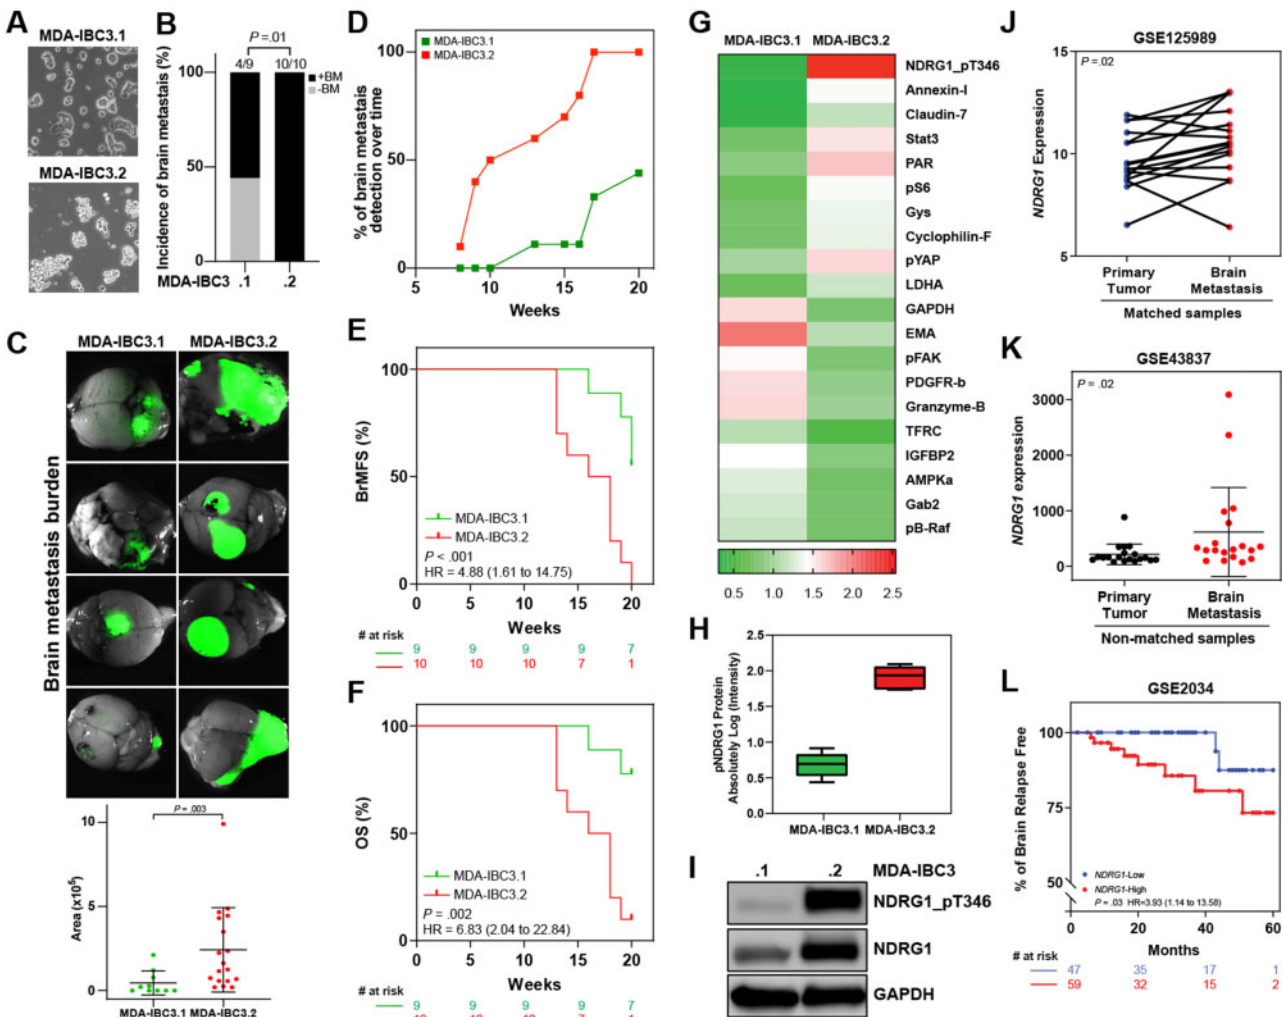 A
MDA-IBC3.1
MDA-IBC3.2
B
P =.01
4/9 10/10
+BM
-BM
Incidence of brain metastasis (%)
100
50
0
MDA-IBC3 .1 .2
C
MDA-IBC3.1 MDA-IBC3.2
Brain metastasis burden
P = .003
Area (x10⁵)
10
5
0
MDA-IBC3.1 MDA-IBC3.2
D
MDA-IBC3.1
MDA-IBC3.2
% of brain metastasis
detection over time
100
50
0
5 10 15 20
Weeks
E
BrMFS (%)
100
50
0
MDA-IBC3.1
MDA-IBC3.2
P < .001
HR = 4.88 (1.61 to 14.75)
0 5 10 15 20
Weeks
# at risk
9 9 9 9 7
10 10 10 7 1
F
OS (%)
100
50
0
MDA-IBC3.1
MDA-IBC3.2
P = .002
HR = 6.83 (2.04 to 22.84)
0 5 10 15 20
Weeks
# at risk
9 9 9 9 7
G
MDA-IBC3.1 MDA-IBC3.2
NDRG1_pT346
Annexin-I
Claudin-7
Stat3
PAR
pS6
Gys
Cyclophilin-F
pYAP
LDHA
GAPDH
EMA
pFAK
PDGFR-b
Granzyme-B
TFRC
IGFBP2
AMPKa
Gab2
pB-Raf
0.5 1.0 1.5 2.0 2.5
H
pNDRG1 Protein
Absolutely Log (Intensity)
2.5
2.0
1.5
1.0
0.5
0.0
MDA-IBC3.1 MDA-IBC3.2
I
.1 .2 MDA-IBC3
NDRG1_pT346
NDRG1
GAPDH
J
GSE125989
P =.02
NDRG1 Expression
15
10
5
Primary
Tumor
Brain
Metastasis
Matched samples
K
GSE43837
P = .02
NDRG1 expression
3000
2000
1000
0
Primary
Tumor
Brain
Metastasis
Non-matched samples
L
GSE2034
% of Brain Relapse Free
100
75
50
NDRG1-Low
NDRG1-High
P = .03 HR=3.93 (1.14 to 13.58)
0 20 40 60
Months
# at risk
47 35 17 1
59 32 15 2